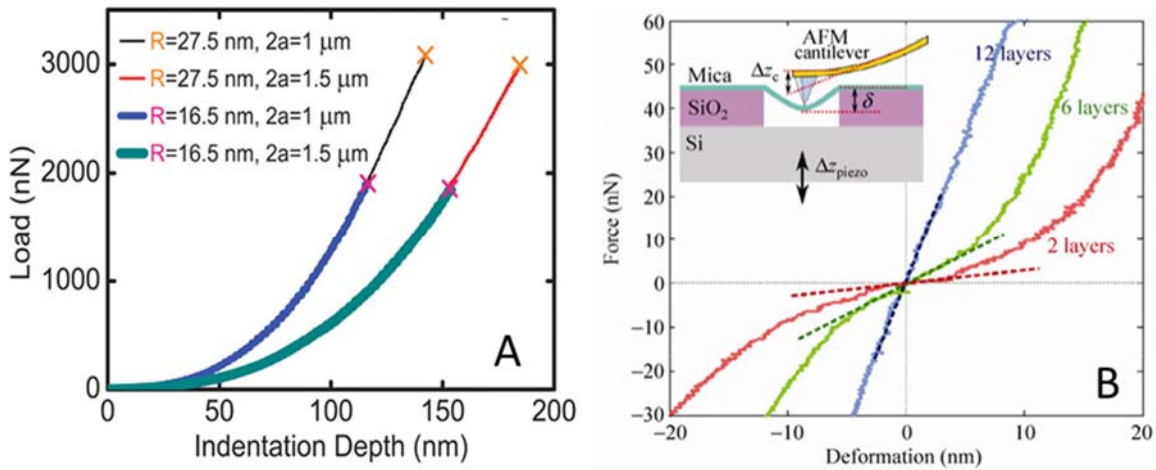 3000
2000
1000
0
0
50
100
150
200
Load (nN)
Indentation Depth (nm)
R=27.5 nm, 2a=1 μm
R=27.5 nm, 2a=1.5 μm
R=16.5 nm, 2a=1 μm
R=16.5 nm, 2a=1.5 μm
A
60
50
40
30
20
10
0
−10
−20
−30
−20
−10
0
10
20
Force (nN)
Deformation (nm)
AFM
cantilever
Δz_c
Mica
SiO₂
δ
Si
Δz_piezo
12 layers
6 layers
2 layers
B